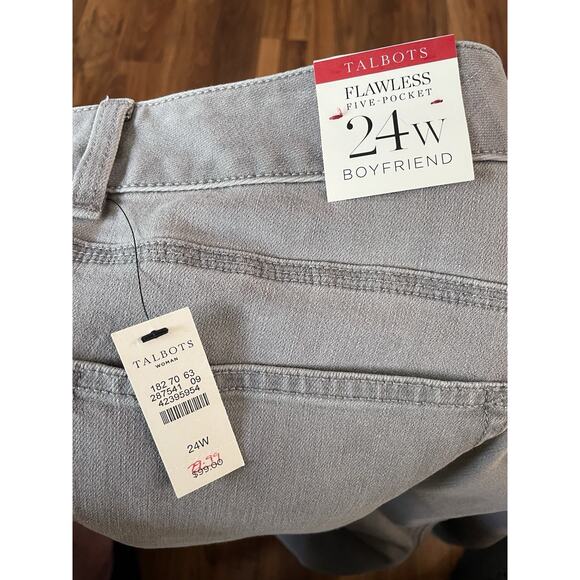 TALBOTS
FLAWLESS
FIVE-POCKET
24W
BOYFRIEND
TALBOTS
WOMAN
182 70 63
287541 09
42395954
24W
$99.00